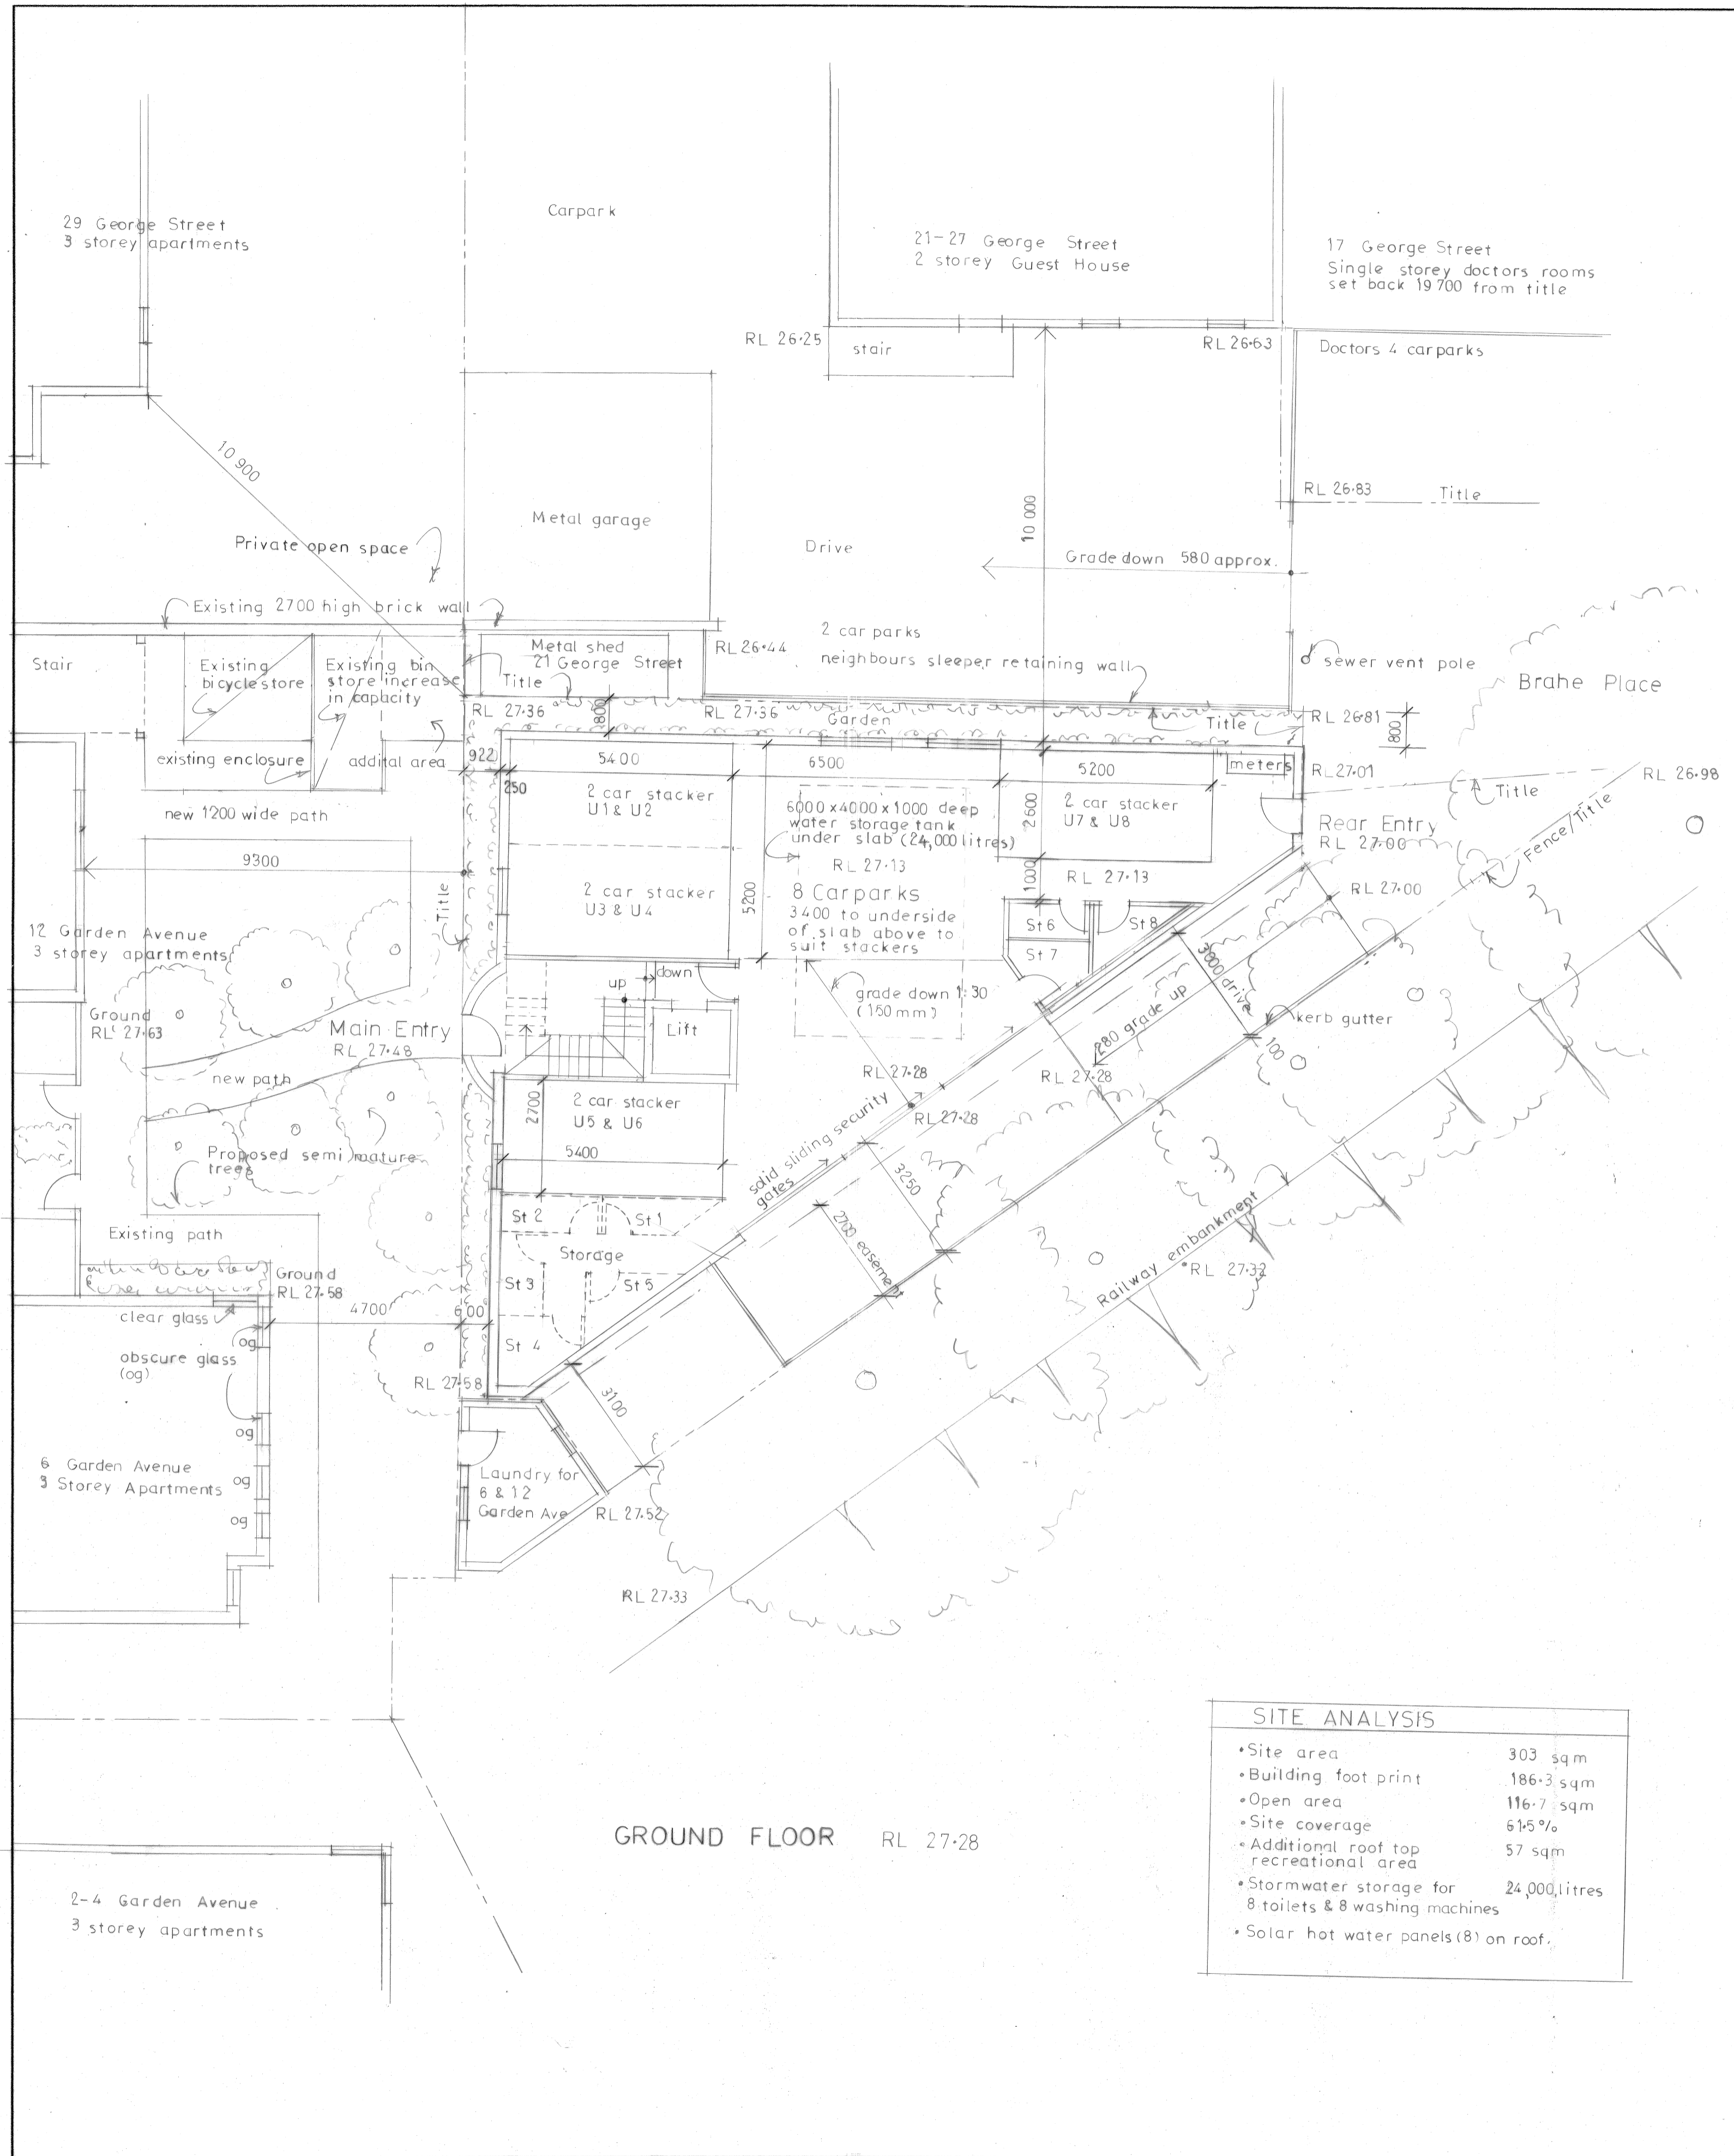 29 George Street
3 storey apartments
Carpark
21-27 George Street
2 storey Guest House
17 George Street
Single storey doctors rooms
set back 19 700 from title
RL 26·25
stair
RL 26·63
Doctors 4 carparks
10 900
Metal garage
10 000
RL 26·83
Title
Private open space
Drive
Grade down 580 approx.
Existing 2700 high brick wall
Stair
Existing
bicycle store
Existing bin
store increase
in capacity
Metal shed
21 George Street
Title
RL 26·44
2 car parks
neighbours sleeper retaining wall
sewer vent pole
Brahe Place
RL 27·36
800
RL 27·36
Garden
Title
RL 26·81
800
existing enclosure
addital area
922
250
5400
6500
5200
meters
RL 27·01
RL 26·98
Title
new 1200 wide path
2 car stacker
U1 & U2
6000 x 4000 x 1000 deep
water storage tank
under slab (24,000 litres)
RL 27·13
2600
2 car stacker
U7 & U8
Rear Entry
RL 27·00
Fence/Title
9300
Title
2 car stacker
U3 & U4
5200
8 Carparks
3400 to underside
of slab above to
suit stackers
1000
RL 27·13
RL 27·00
St 6
St 8
St 7
12 Garden Avenue
3 storey apartments
3000 drive
up
down
grade down 1:30
(150 mm)
Ground
RL 27·63
Main Entry
RL 27·48
Lift
280 grade up
kerb gutter
100
new path
RL 27·28
RL 27·28
RL 27·28
2700
2 car stacker
U5 & U6
5400
solid sliding security
gates
Proposed semi mature
trees
3250
2700 easement
St 2
St 1
Storage
Existing path
St 3
St 5
Railway embankment
RL 27·32
Ground
RL 27·58
clear glass
4700
600
og
St 4
obscure glass
(og)
RL 27·58
3100
og
6 Garden Avenue
3 Storey Apartments
og
og
Laundry for
6 & 12
Garden Ave
RL 27·52
RL 27·33
SITE ANALYSIS
• Site area 303 sqm
• Building foot print 186·3 sqm
• Open area 116·7 sqm
• Site coverage 61·5%
• Additional roof top 57 sqm
recreational area
• Stormwater storage for 24,000 litres
8 toilets & 8 washing machines
• Solar hot water panels (8) on roof.
GROUND FLOOR RL 27·28
2-4 Garden Avenue
3 storey apartments